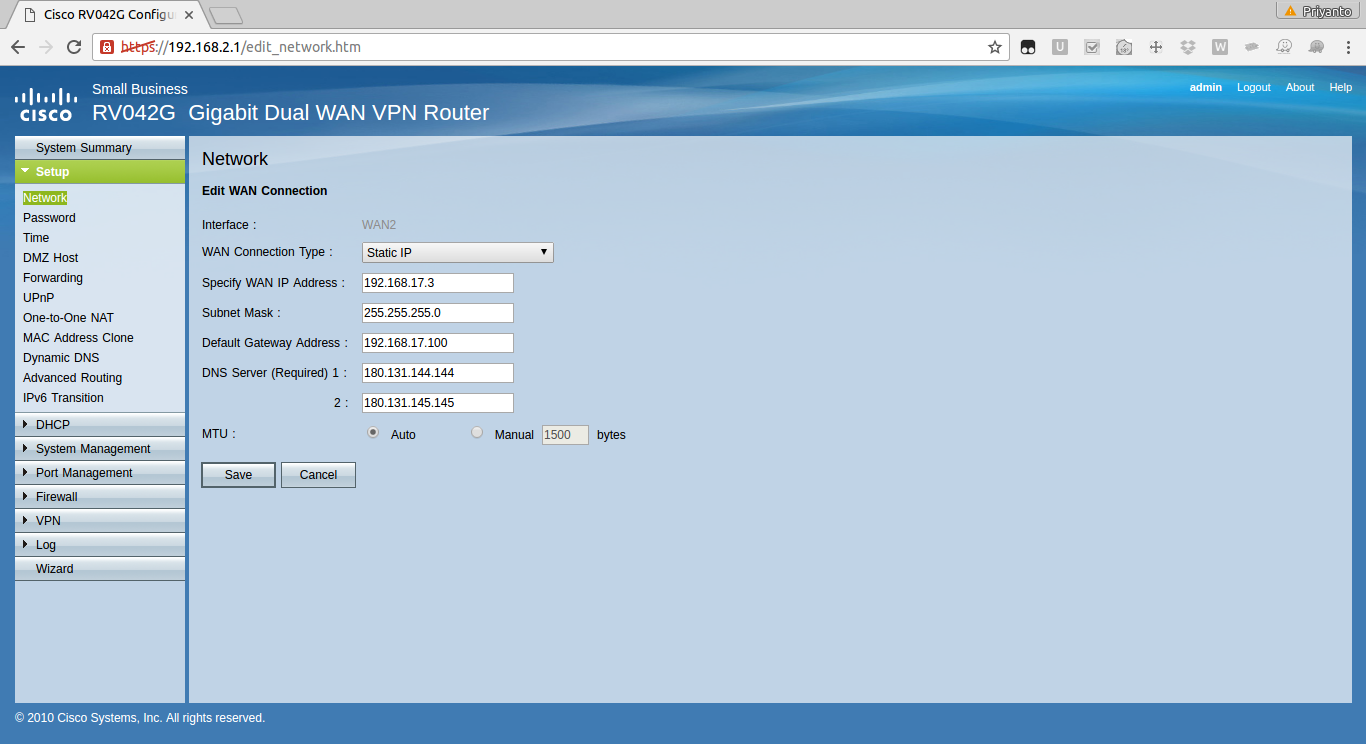 Cisco RV042G Configu
Priyanto
https://192.168.2.1/edit_network.htm
U
W
CISCO
Small Business
RV042G Gigabit Dual WAN VPN Router
admin Logout About Help
System Summary
Setup
Network
Password
Time
DMZ Host
Forwarding
UPnP
One-to-One NAT
MAC Address Clone
Dynamic DNS
Advanced Routing
IPv6 Transition
DHCP
System Management
Port Management
Firewall
VPN
Log
Wizard
Network
Edit WAN Connection
Interface : WAN2
WAN Connection Type : Static IP
Specify WAN IP Address : 192.168.17.3
Subnet Mask : 255.255.255.0
Default Gateway Address : 192.168.17.100
DNS Server (Required) 1 : 180.131.144.144
2 : 180.131.145.145
MTU : Auto Manual 1500 bytes
Save Cancel
© 2010 Cisco Systems, Inc. All rights reserved.